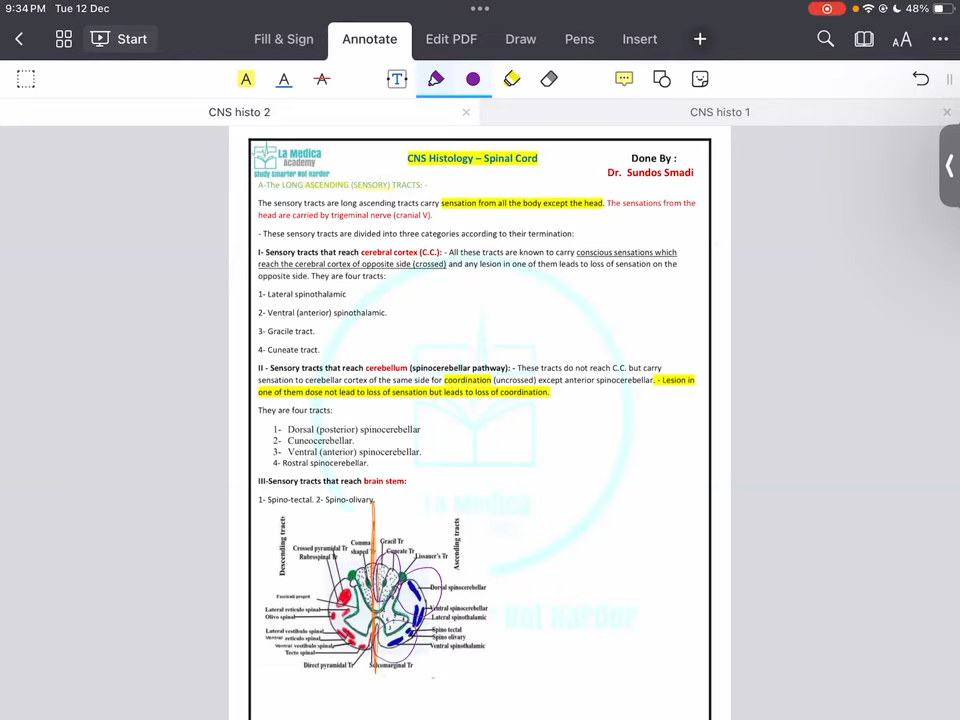 9:34 PM Tue 12 Dec
48%
Start
Fill & Sign
Annotate
Edit PDF
Draw
Pens
Insert
CNS histo 2
CNS histo 1
La Medica
Academy
Study Smarter Not Harder
CNS Histology – Spinal Cord
Done By :
Dr. Sundos Smadi
A-The LONG ASCENDING (SENSORY) TRACTS: -
The sensory tracts are long ascending tracts carry sensation from all the body except the head. The sensations from the
head are carried by trigeminal nerve (cranial V).
- These sensory tracts are divided into three categories according to their termination:
I- Sensory tracts that reach cerebral cortex (C.C.): - All these tracts are known to carry conscious sensations which
reach the cerebral cortex of opposite side (crossed) and any lesion in one of them leads to loss of sensation on the
opposite side. They are four tracts:
1- Lateral spinothalamic
2- Ventral (anterior) spinothalamic.
3- Gracile tract.
4- Cuneate tract.
II - Sensory tracts that reach cerebellum (spinocerebellar pathway): - These tracts do not reach C.C. but carry
sensation to cerebellar cortex of the same side for coordination (uncrossed) except anterior spinocerebellar. - Lesion in
one of them dose not lead to loss of sensation but leads to loss of coordination.
They are four tracts:
1- Dorsal (posterior) spinocerebellar
2- Cuneocerebellar.
3- Ventral (anterior) spinocerebellar.
4- Rostral spinocerebellar.
III-Sensory tracts that reach brain stem:
1- Spino-tectal. 2- Spino-olivary.
Descending tracts
Ascending tracts
Comma
shaped Tr
Gracil Tr
Cuneate Tr
Lissauer's Tr
Crossed pyramidal Tr
Rubrospinal Tr
Dorsal spinocerebellar
Fasciculi proprii
Lateral reticulo spinal
Olivo spinal
Ventral spinocerebellar
Lateral spinothalamic
Lateral vestibulo spinal
Ventral reticulo spinal
Ventral vestibulo spinal
Tecto spinal
Spino tectal
Spino olivary
Ventral spinothalamic
Direct pyramidal Tr
Sulcomarginal Tr
La Medica
r Not Harder